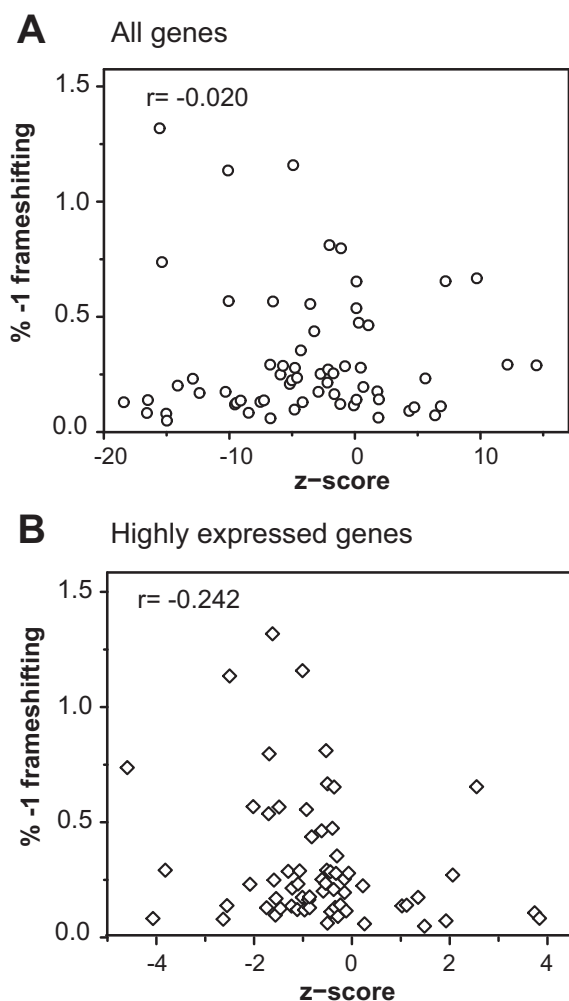 A All genes
r= -0.020
% -1 frameshifting
1.5
1.0
0.5
0.0
-20 -10 0 10
z-score
B Highly expressed genes
r= -0.242
% -1 frameshifting
1.5
1.0
0.5
0.0
-4 -2 0 2 4
z-score